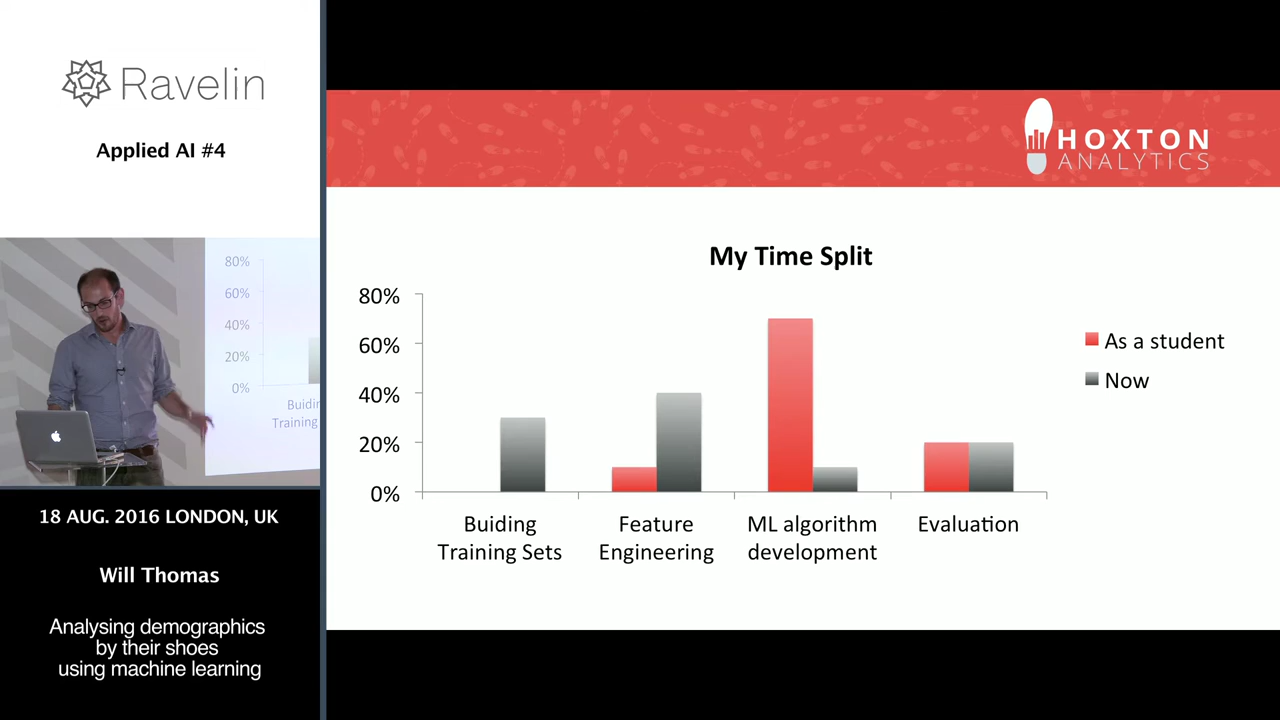 Ravelin
Applied AI #4
80%
60%
40%
20%
0%
Buidin
Training
18 AUG. 2016 LONDON, UK
Will Thomas
Analysing demographics
by their shoes
using machine learning
HOXTON
ANALYTICS
My Time Split
80%
60%
40%
20%
0%
Buiding
Training Sets
Feature
Engineering
ML algorithm
development
Evaluation
As a student
Now